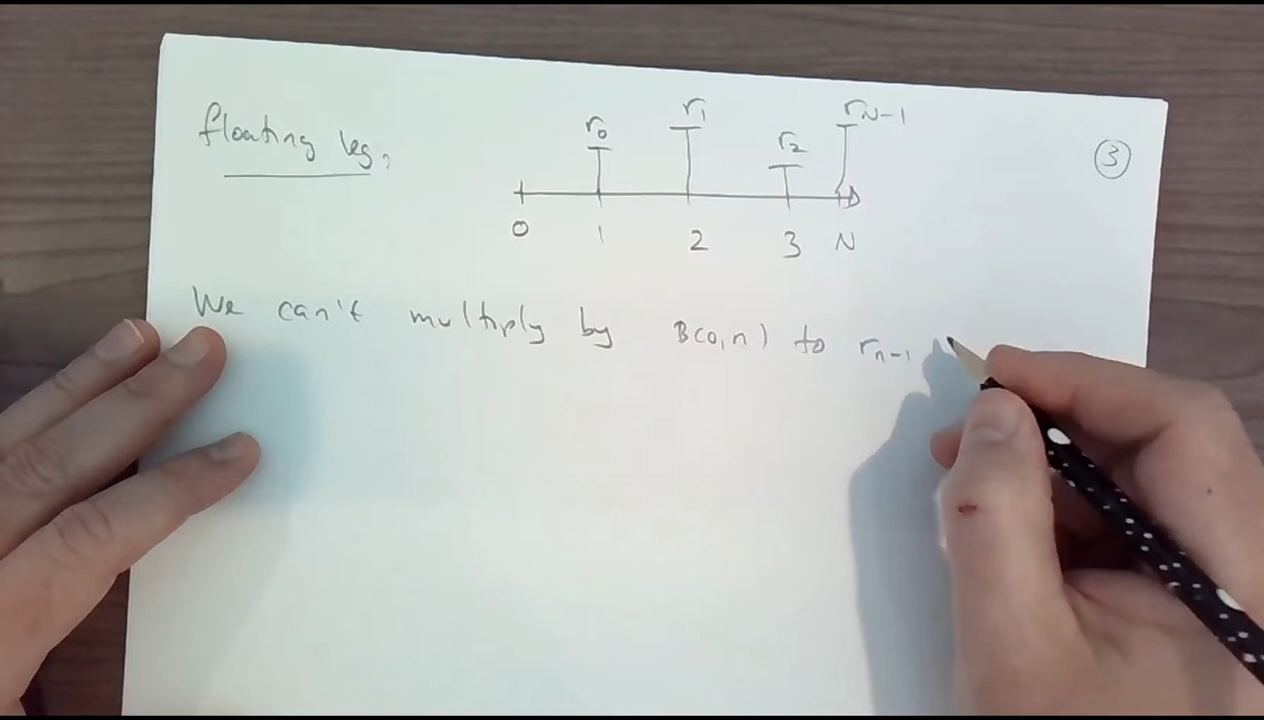 floating leg,
r0 r1 r2 rN-1
③
0 1 2 3 N
We can't multiply by B(0,n) to rn-1